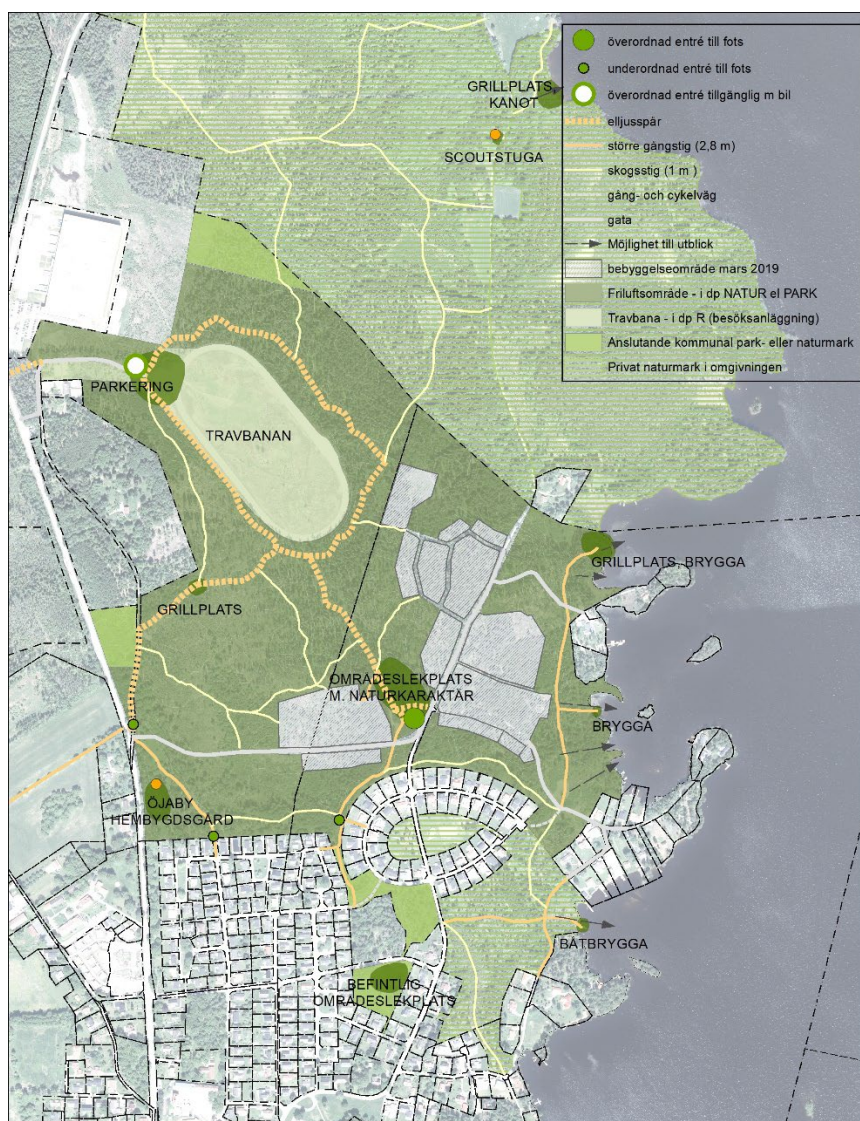 överordnad entré till fots
underordnad entré till fots
överordnad entré tillgänglig m bil
elljusspår
större gångstig (2,8 m)
skogsstig (1 m )
gång- och cykelväg
gata
Möjlighet till utblick
bebyggelseområde mars 2019
Friluftsområde - i dp NATUR el PARK
Travbana - i dp R (besöksanläggning)
Anslutande kommunal park- eller naturmark
Privat naturmark i omgivningen
GRILLPLATS,
KANOT
SCOUTSTUGA
PARKERING
TRAVBANAN
GRILLPLATS, BRYGGA
GRILLPLATS
OMRÅDESLEKPLATS
M. NATURKARAKTÄR
BRYGGA
ÖJABY
HEMBYGDSGÅRD
BÅTBRYGGA
BEFINTLIG
OMRÅDESLEKPLATS